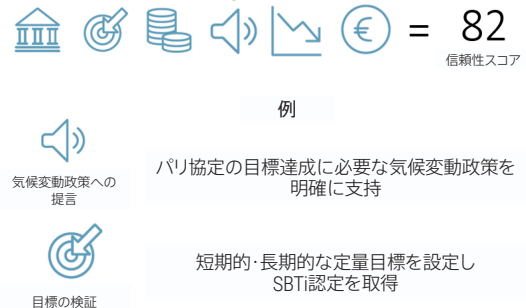 = 82
信頼性スコア
例
気候変動政策への
提言
パリ協定の目標達成に必要な気候変動政策を
明確に支持
目標の検証
短期的・長期的な定量目標を設定し
SBTi認定を取得